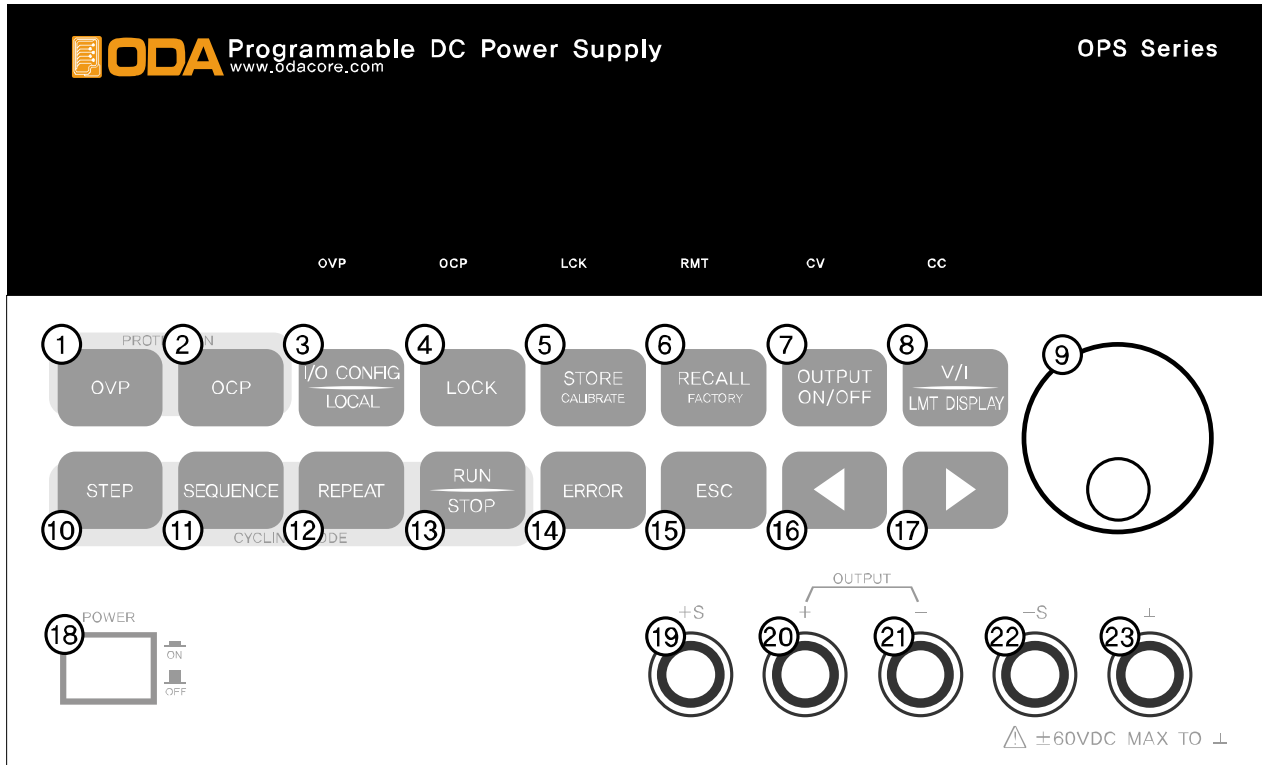 ODA Programmable DC Power Supply
www.odacore.com
OPS Series
OVP OCP LCK RMT CV CC
1 2 3 4 5 6 7 8 9
OVP
OCP
I/O CONFIG
LOCAL
LOCK
STORE
CALIBRATE
RECALL
FACTORY
OUTPUT
ON/OFF
V/I
LMT DISPLAY
STEP
SEQUENCE
REPEAT
RUN
STOP
ERROR
ESC
10 11 12 13 14 15 16 17
OUTPUT
POWER
18
ON
OFF
+S + - -S ⊥
19 20 21 22 23
⚠ ±60VDC MAX TO ⊥